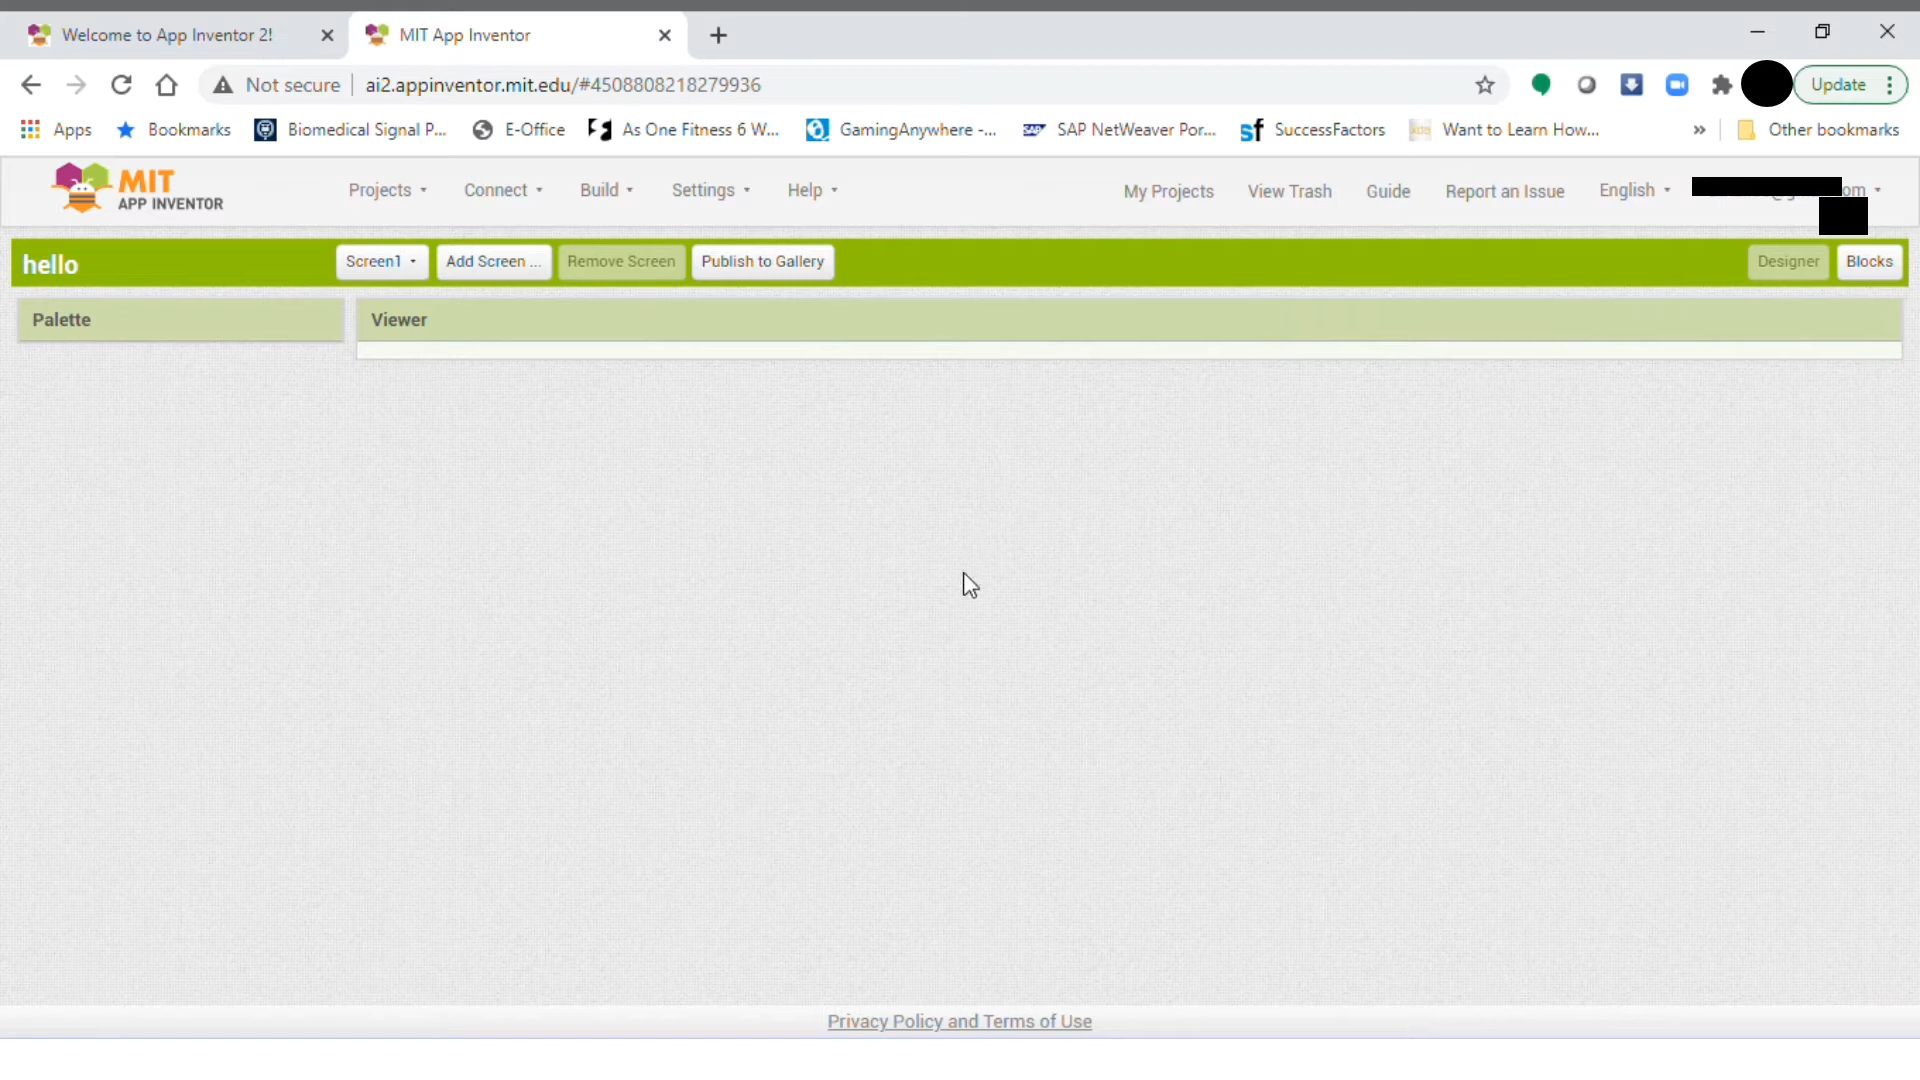 Welcome to App Inventor 2!
MIT App Inventor
Not secure
ai2.appinventor.mit.edu/#4508808218279936
Update
Apps
Bookmarks
Biomedical Signal P...
E-Office
As One Fitness 6 W...
GamingAnywhere -...
SAP NetWeaver Por...
SuccessFactors
Want to Learn How...
»
Other bookmarks
MIT
APP INVENTOR
Projects
Connect
Build
Settings
Help
My Projects
View Trash
Guide
Report an Issue
English
om
hello
Screen1
Add Screen ...
Remove Screen
Publish to Gallery
Designer
Blocks
Palette
Viewer
Privacy Policy and Terms of Use